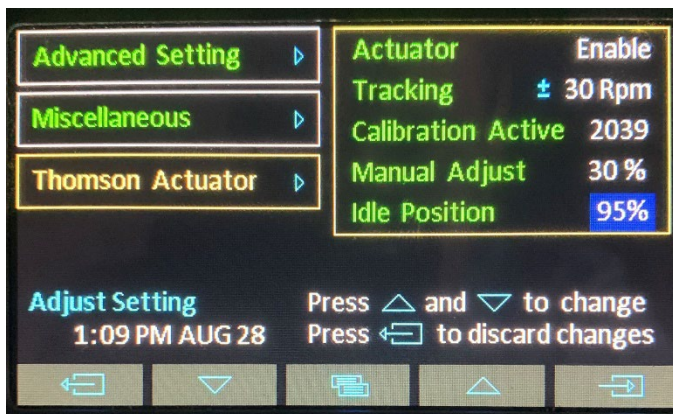 Advanced Setting
Miscellaneous
Thomson Actuator
Actuator Enable
Tracking ± 30 Rpm
Calibration Active 2039
Manual Adjust 30 %
Idle Position 95%
Adjust Setting
1:09 PM AUG 28
Press △ and ▽ to change
Press to discard changes